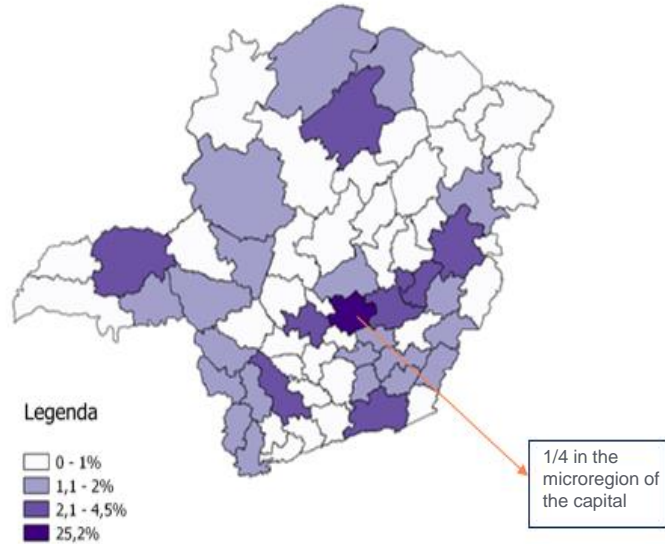 Legenda
0 - 1%
1,1 - 2%
2,1 - 4,5%
25,2%
1/4 in the
microregion of
the capital